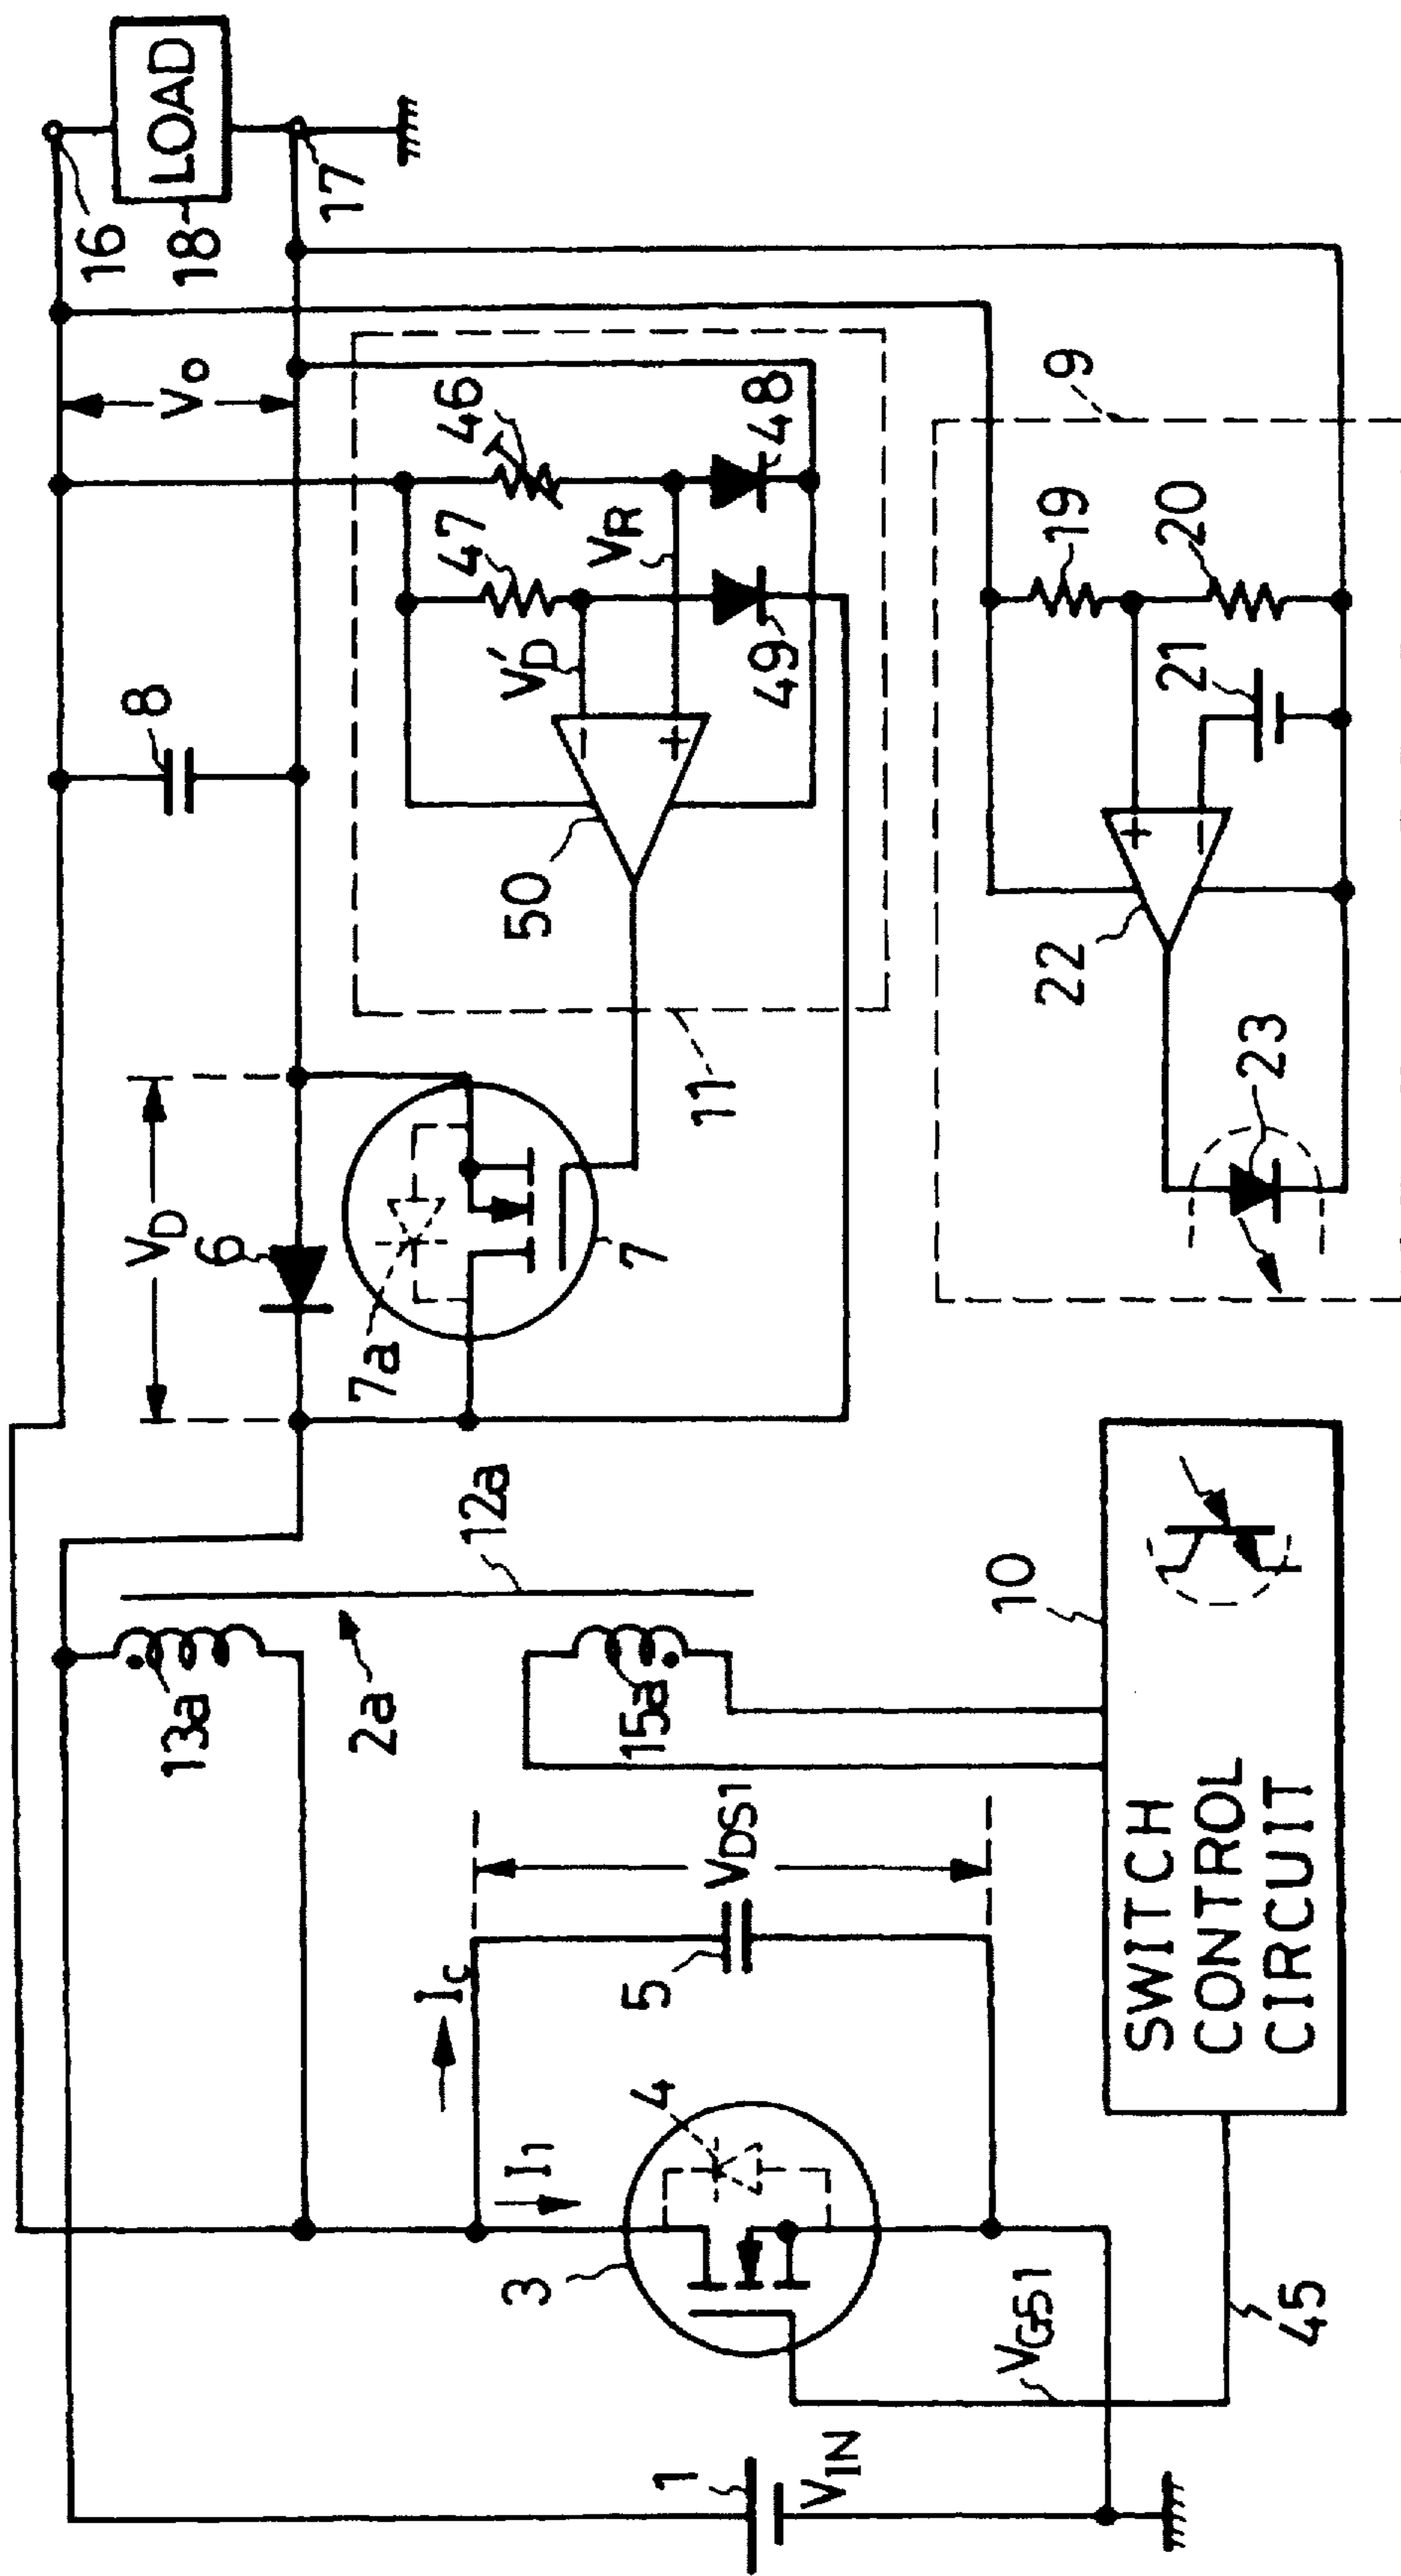 16
LOAD
18
17
Vo
8
VD
6
7a
7
46
47
VR
V'D
48
49
50
11
9
19
20
21
22
23
13a
2a
12a
15a
10
SWITCH
CONTROL
CIRCUIT
Ic
5
VDS1
I1
4
3
VGS1
45
1
VIN
+
−
+
−